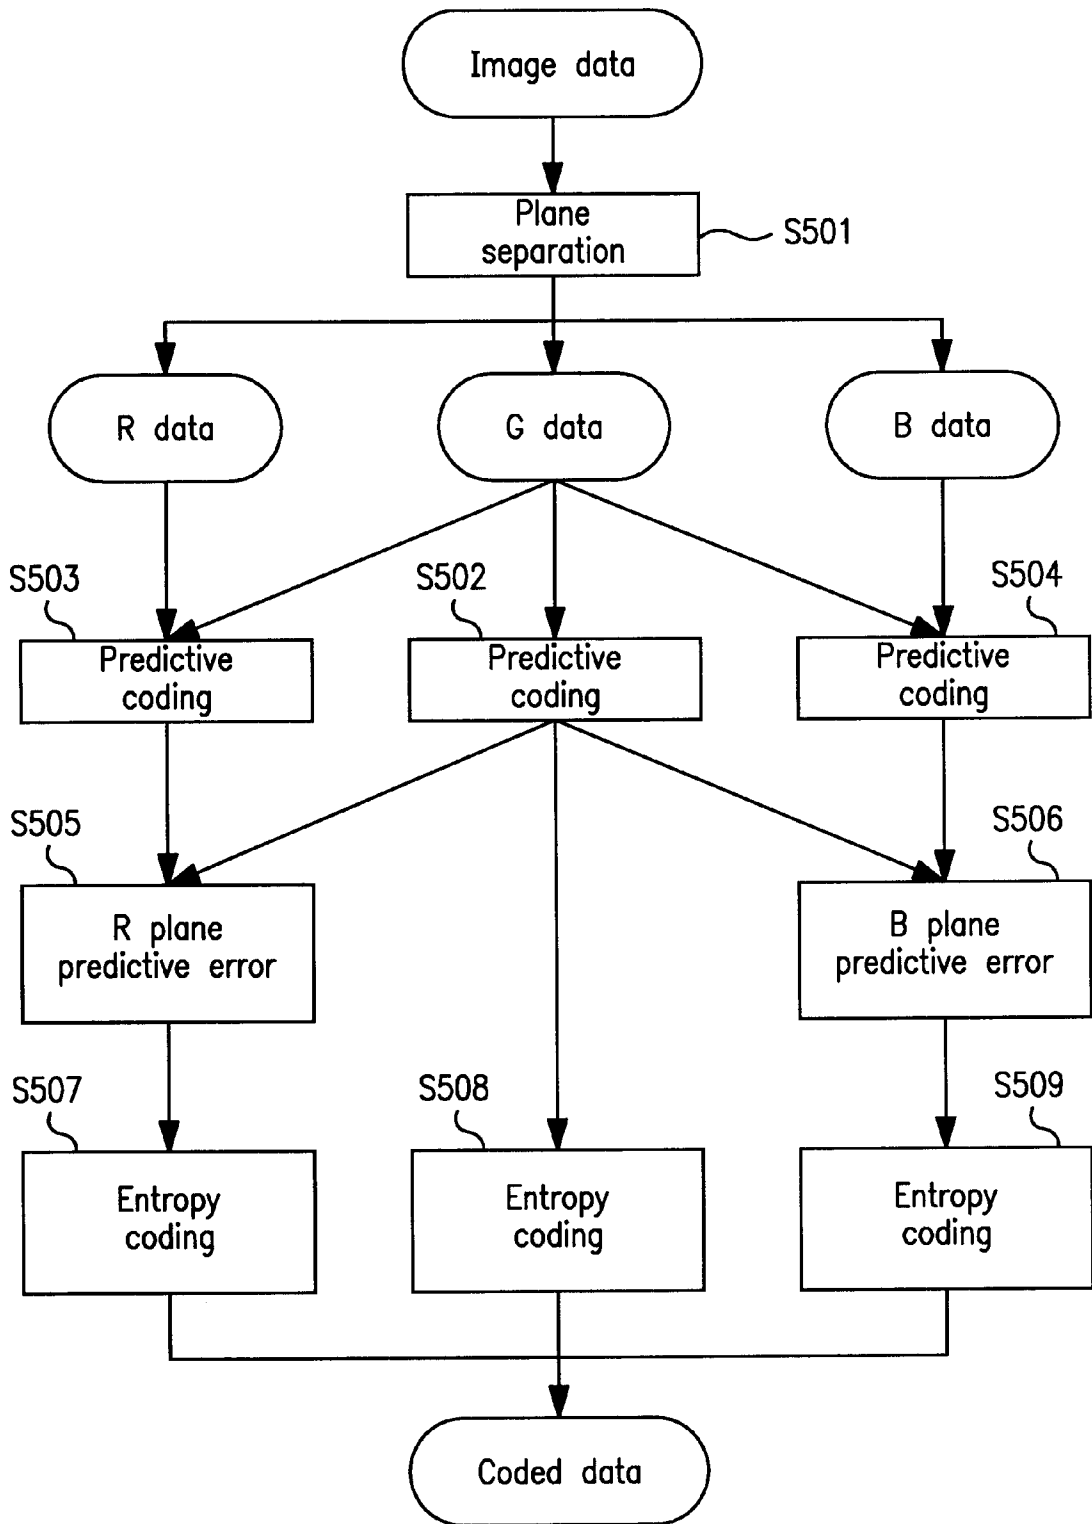 Image data
Plane
separation
S501
R data
G data
B data
S503
S502
S504
Predictive
coding
Predictive
coding
Predictive
coding
S505
S506
R plane
predictive error
B plane
predictive error
S507
S508
S509
Entropy
coding
Entropy
coding
Entropy
coding
Coded data